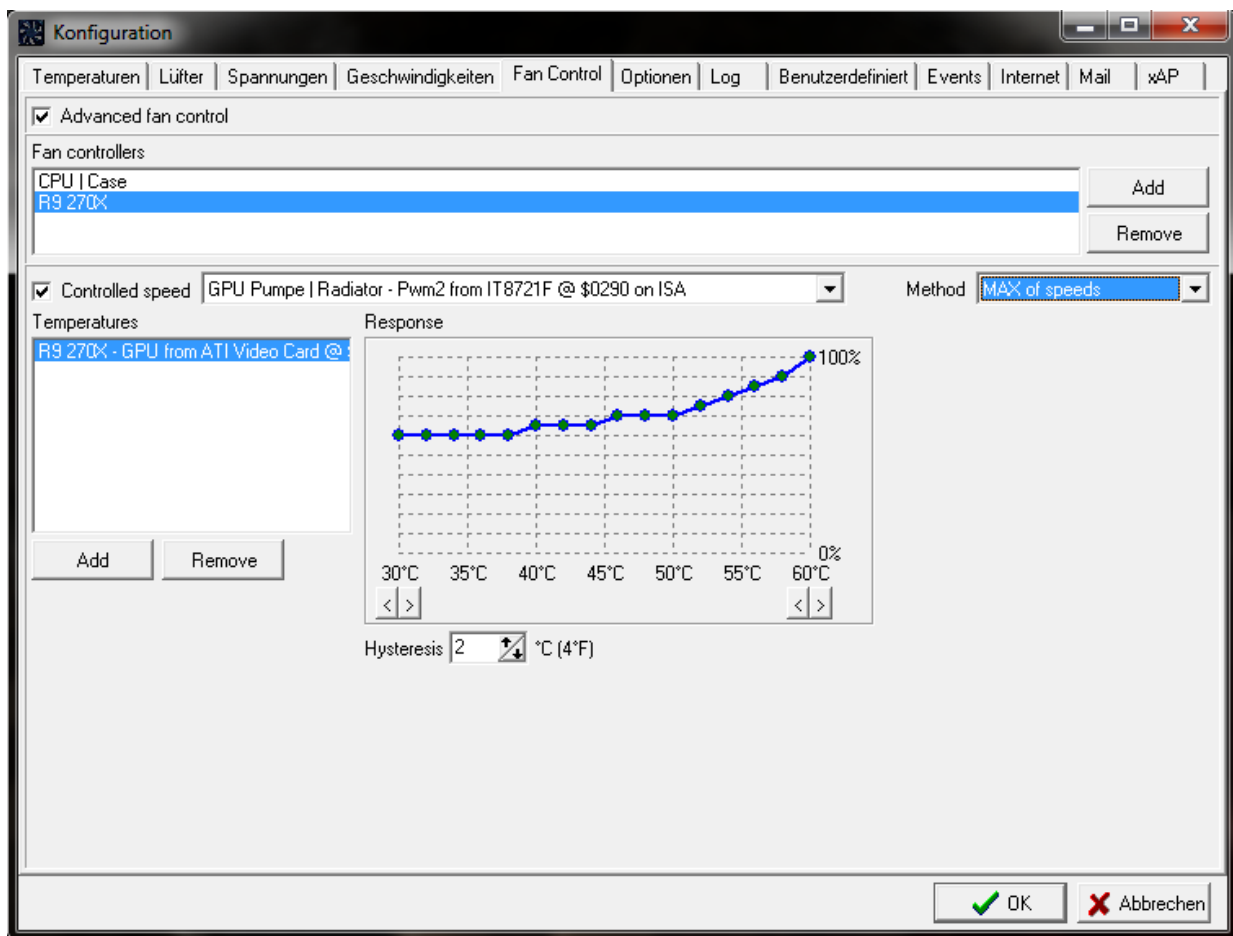 Konfiguration
Temperaturen Lüfter Spannungen Geschwindigkeiten Fan Control Optionen Log Benutzerdefiniert Events Internet Mail xAP
Advanced fan control
Fan controllers
CPU | Case
R9 270X
Add
Remove
Controlled speed GPU Pumpe | Radiator - Pwm2 from IT8721F @ $0290 on ISA Method MAX of speeds
Temperatures Response
R9 270X - GPU from ATI Video Card @
100%
0%
30°C 35°C 40°C 45°C 50°C 55°C 60°C
Add Remove
< > < >
Hysteresis 2 °C (4°F)
OK Abbrechen